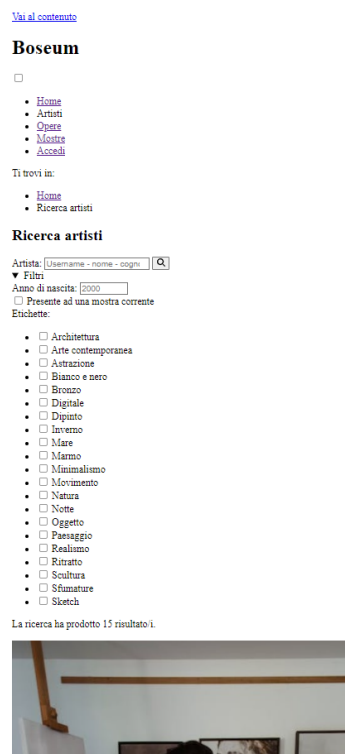 Vai al contenuto
Boseum
Home
Artisti
Opere
Mostre
Accedi
Ti trovi in:
Home
Ricerca artisti
Ricerca artisti
Artista: Username - nome - cogni
▼ Filtri
Anno di nascita: 2000
Presente ad una mostra corrente
Etichette:
Architettura
Arte contemporanea
Astrazione
Bianco e nero
Bronzo
Digitale
Dipinto
Inverno
Mare
Marmo
Minimalismo
Movimento
Natura
Notte
Oggetto
Paesaggio
Realismo
Ritratto
Scultura
Sfumature
Sketch
La ricerca ha prodotto 15 risultato/i.